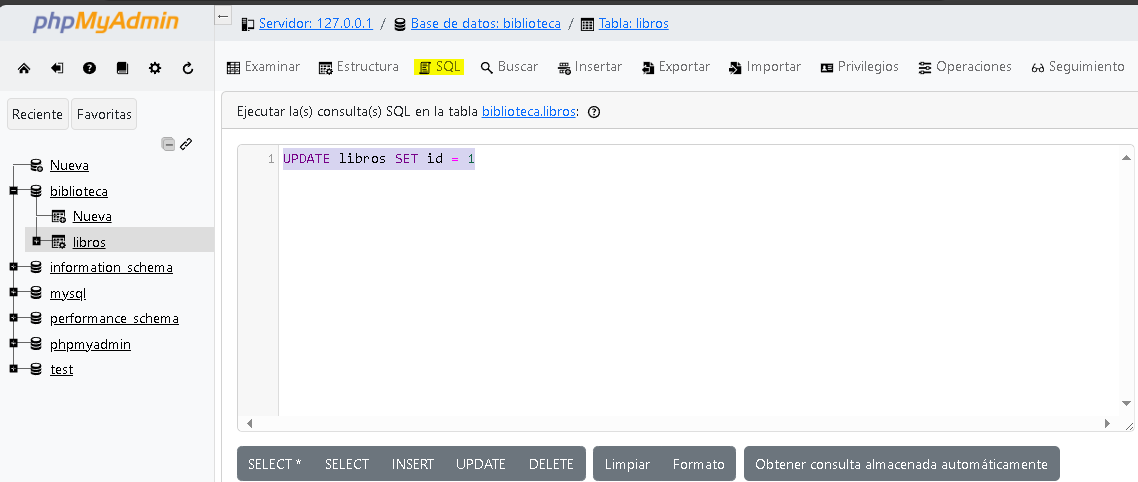 phpMyAdmin
Reciente Favoritas
Nueva
biblioteca
Nueva
libros
information_schema
mysql
performance_schema
phpmyadmin
test
Servidor: 127.0.0.1 / Base de datos: biblioteca / Tabla: libros
Examinar Estructura SQL Buscar Insertar Exportar Importar Privilegios Operaciones Seguimiento
Ejecutar la(s) consulta(s) SQL en la tabla biblioteca.libros:
1 UPDATE libros SET id = 1
SELECT * SELECT INSERT UPDATE DELETE Limpiar Formato Obtener consulta almacenada automáticamente